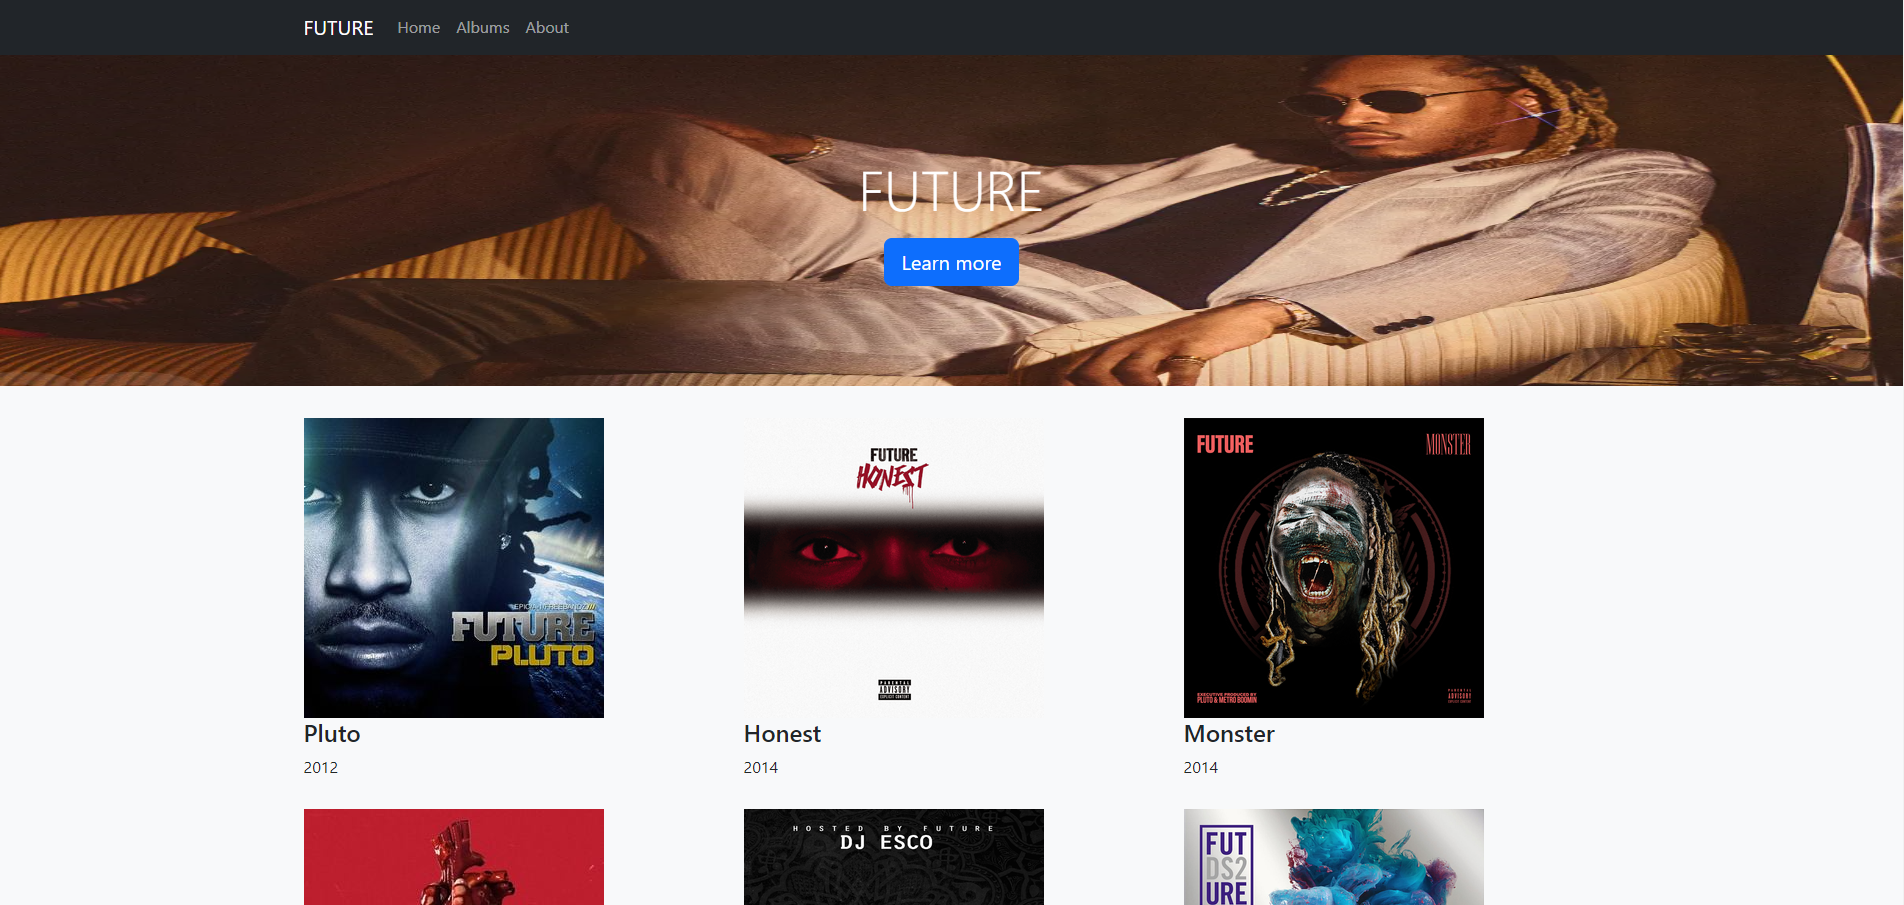 FUTURE Home Albums About
FUTURE
Learn more
FUTURE
HONEST
FUTURE MONSTER
EPIC/A-1/FREEBANDZ///
FUTURE
PLUTO
PARENTAL
ADVISORY
EXPLICIT CONTENT
EXECUTIVE PRODUCED BY
PLUTO & METRO BOOMIN
PARENTAL
ADVISORY
EXPLICIT CONTENT
Pluto Honest Monster
2012 2014 2014
HOSTED BY FUTURE
DJ ESCO
FUT
DS2
URE